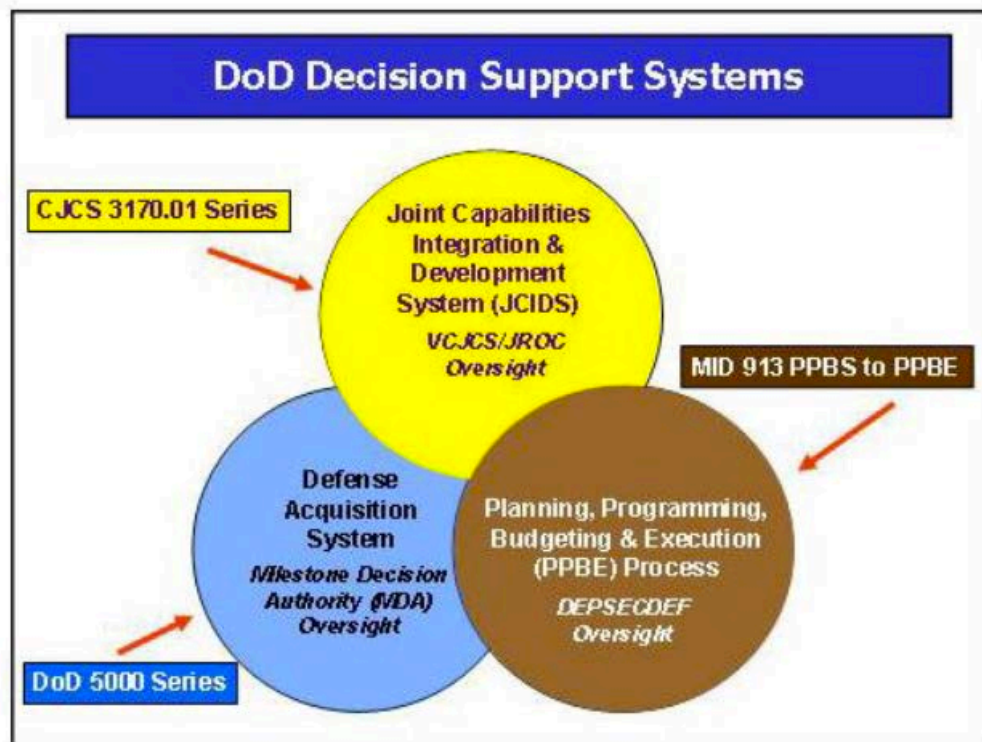 DoD Decision Support Systems
CJCS 3170.01 Series
Joint Capabilities
Integration &
Development
System (JCIDS)
VCJCS/JROC
Oversight
MID 913 PPBS to PPBE
Defense
Acquisition
System
Milestone Decision
Authority (MDA)
Oversight
Planning, Programming,
Budgeting & Execution
(PPBE) Process
DEPSECDEF
Oversight
DoD 5000 Series